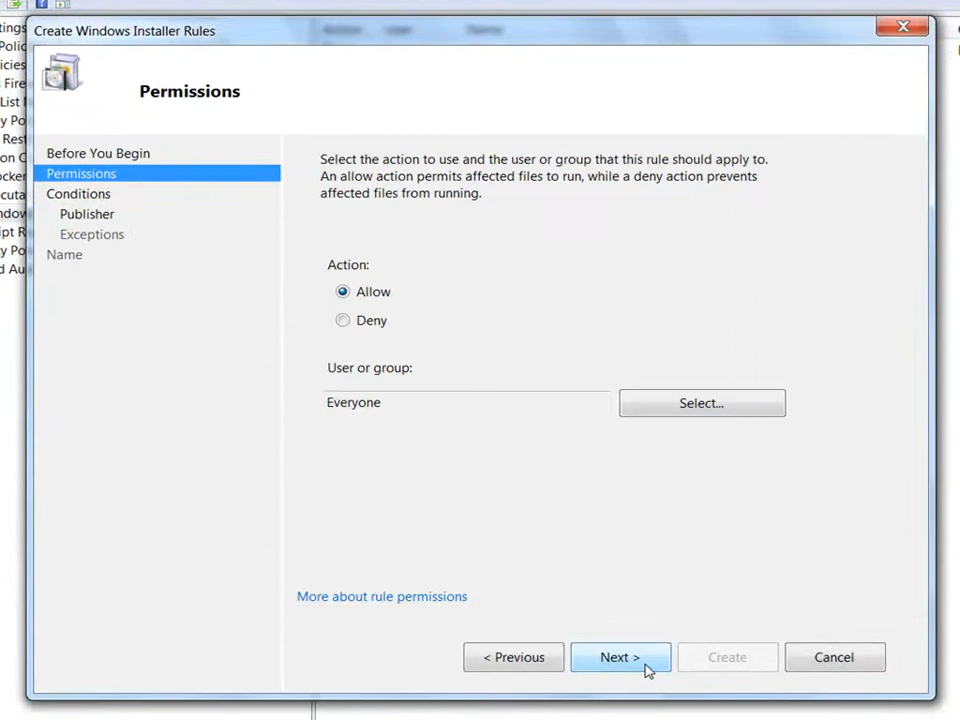 Create Windows Installer Rules
Permissions
Before You Begin
Permissions
Conditions
Publisher
Exceptions
Name
Select the action to use and the user or group that this rule should apply to.
An allow action permits affected files to run, while a deny action prevents
affected files from running.
Action:
Allow
Deny
User or group:
Everyone
Select...
More about rule permissions
< Previous
Next >
Create
Cancel